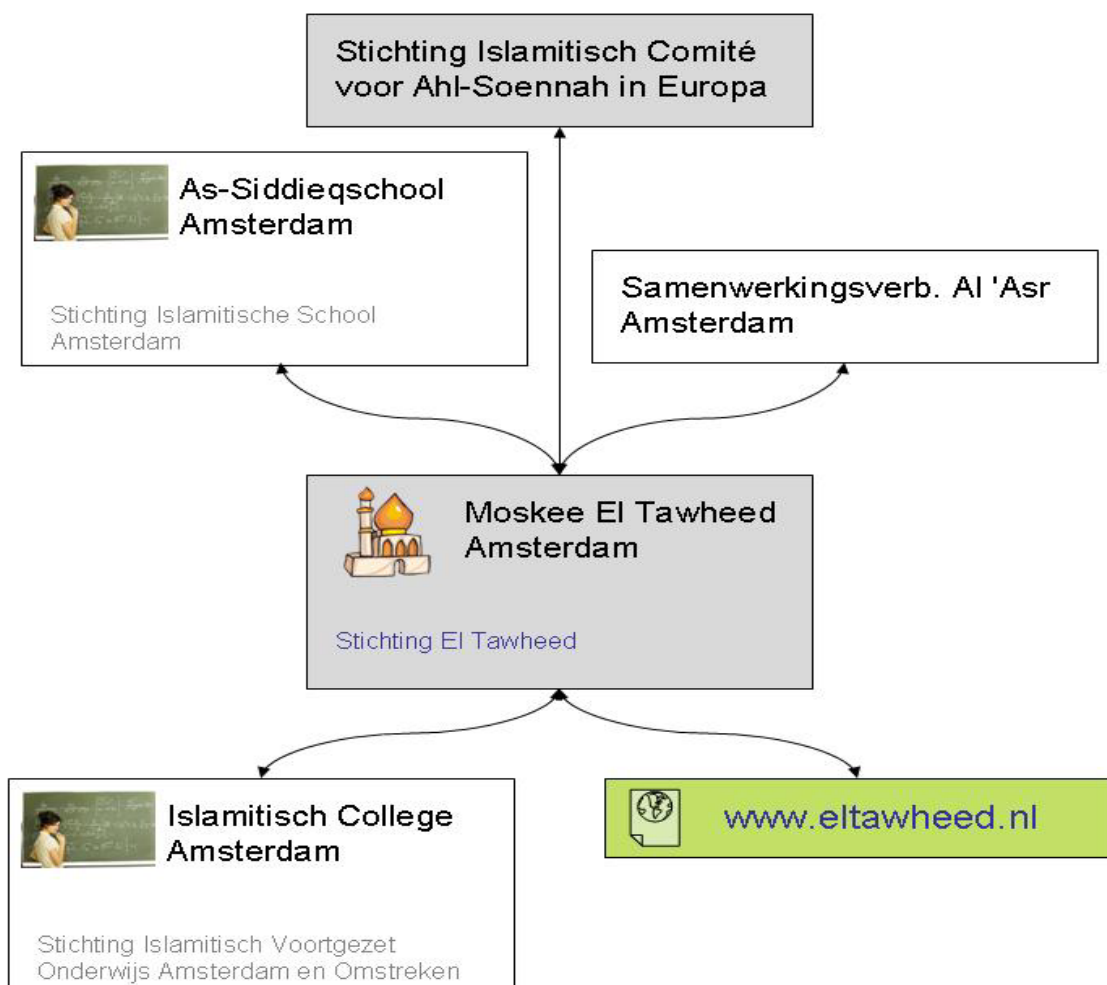 Stichting Islamitisch Comité
voor Ahl-Soennah in Europa
As-Siddieqschool
Amsterdam
Stichting Islamitische School
Amsterdam
Samenwerkingsverb. Al 'Asr
Amsterdam
Moskee El Tawheed
Amsterdam
Stichting El Tawheed
Islamitisch College
Amsterdam
Stichting Islamitisch Voortgezet
Onderwijs Amsterdam en Omstreken
www.eltawheed.nl